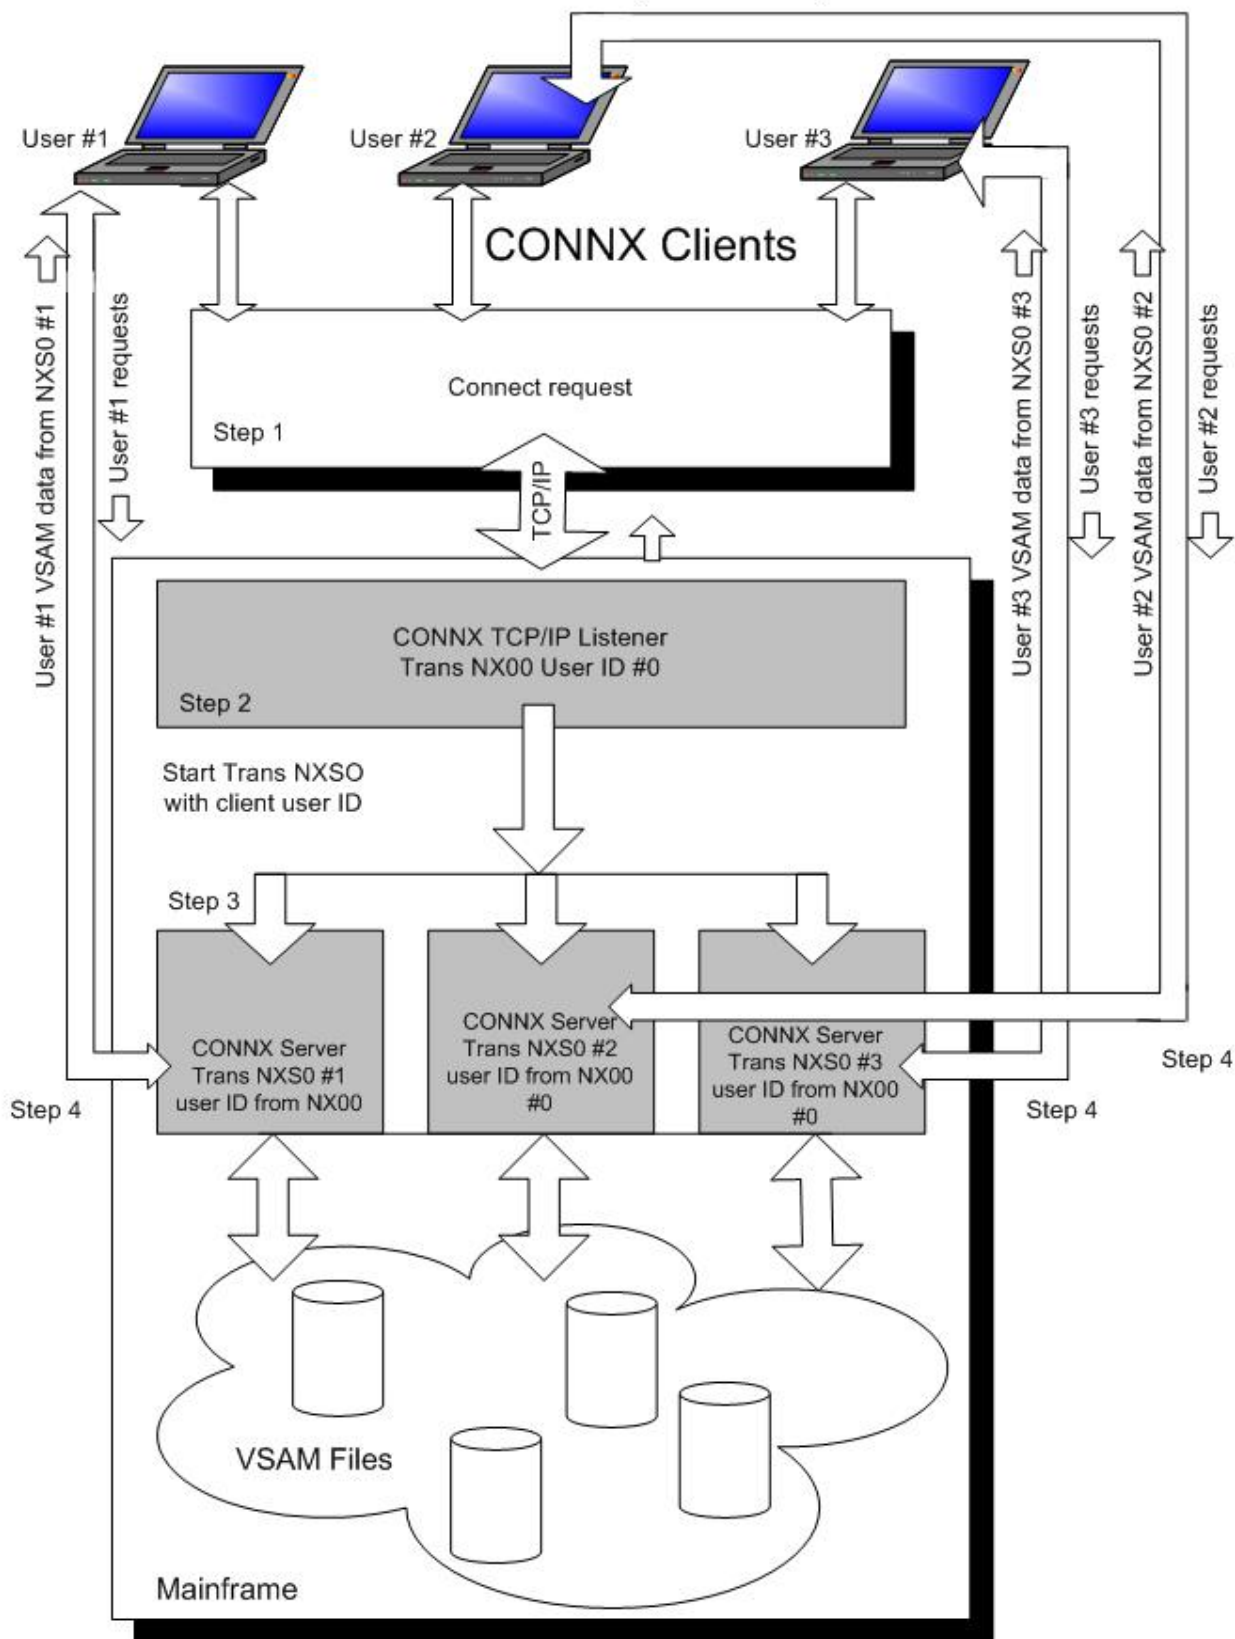 User #1
User #2
User #3
CONNX Clients
User #1 VSAM data from NXS0 #1
User #1 requests
User #3 VSAM data from NXS0 #3
User #3 requests
User #2 VSAM data from NXS0 #2
User #2 requests
Connect request
Step 1
TCP/IP
CONNX TCP/IP Listener
Trans NX00 User ID #0
Step 2
Start Trans NXSO
with client user ID
Step 3
CONNX Server
Trans NXS0 #1
user ID from NX00
CONNX Server
Trans NXS0 #2
user ID from NX00
#0
CONNX Server
Trans NXS0 #3
user ID from NX00
#0
Step 4
Step 4
Step 4
VSAM Files
Mainframe